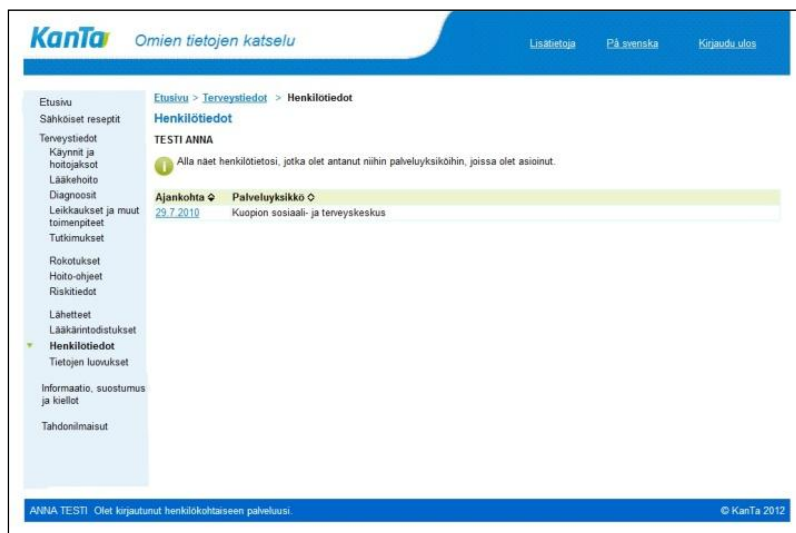 KanTa
Omien tietojen katselu
Lisätietoja
På svenska
Kirjaudu ulos
Etusivu
Sähköiset reseptit
Terveystiedot
Käynnit ja
hoitojaksot
Lääkehoito
Diagnoosit
Leikkaukset ja muut
toimenpiteet
Tutkimukset
Rokotukset
Hoito-ohjeet
Riskitiedot
Lähetteet
Lääkärintodistukset
Henkilötiedot
Tietojen luovukset
Informaatio, suostumus
ja kiellot
Tahdonilmaisut
Etusivu > Terveystiedot > Henkilötiedot
Henkilötiedot
TESTI ANNA
Alla näet henkilötietosi, jotka olet antanut niihin palveluyksiköihin, joissa olet asioinut.
Ajankohta Palveluyksikkö
29.7.2010 Kuopion sosiaali- ja terveyskeskus
ANNA TESTI Olet kirjautunut henkilökohtaiseen palveluusi.
© KanTa 2012